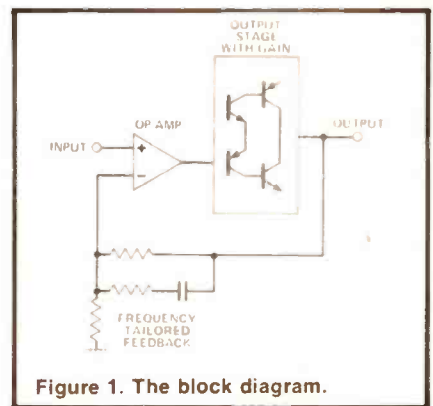 OUTPUT
STAGE
WITH GAIN
OP AMP
INPUT
+
−
OUTPUT
FREQUENCY
TAILORED
FEEDBACK
Figure 1. The block diagram.